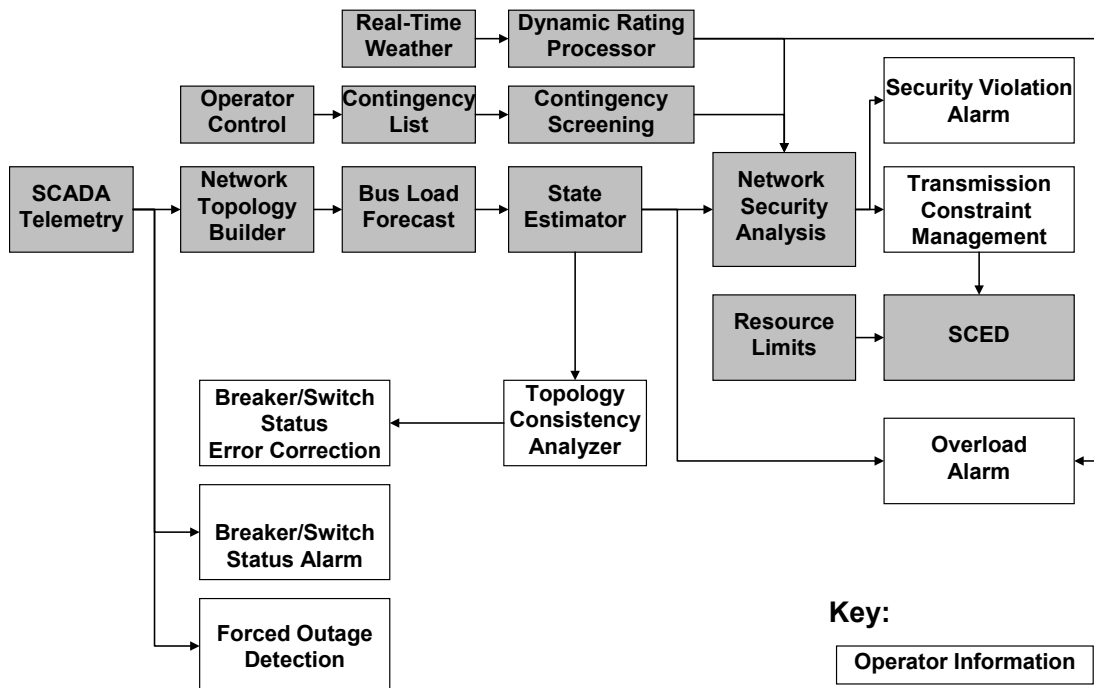 Real-Time
Weather
Dynamic Rating
Processor
Operator
Control
Contingency
List
Contingency
Screening
Security Violation
Alarm
SCADA
Telemetry
Network
Topology
Builder
Bus Load
Forecast
State
Estimator
Network
Security
Analysis
Transmission
Constraint
Management
Resource
Limits
SCED
Breaker/Switch
Status
Error Correction
Topology
Consistency
Analyzer
Overload
Alarm
Breaker/Switch
Status Alarm
Forced Outage
Detection
Key:
Operator Information